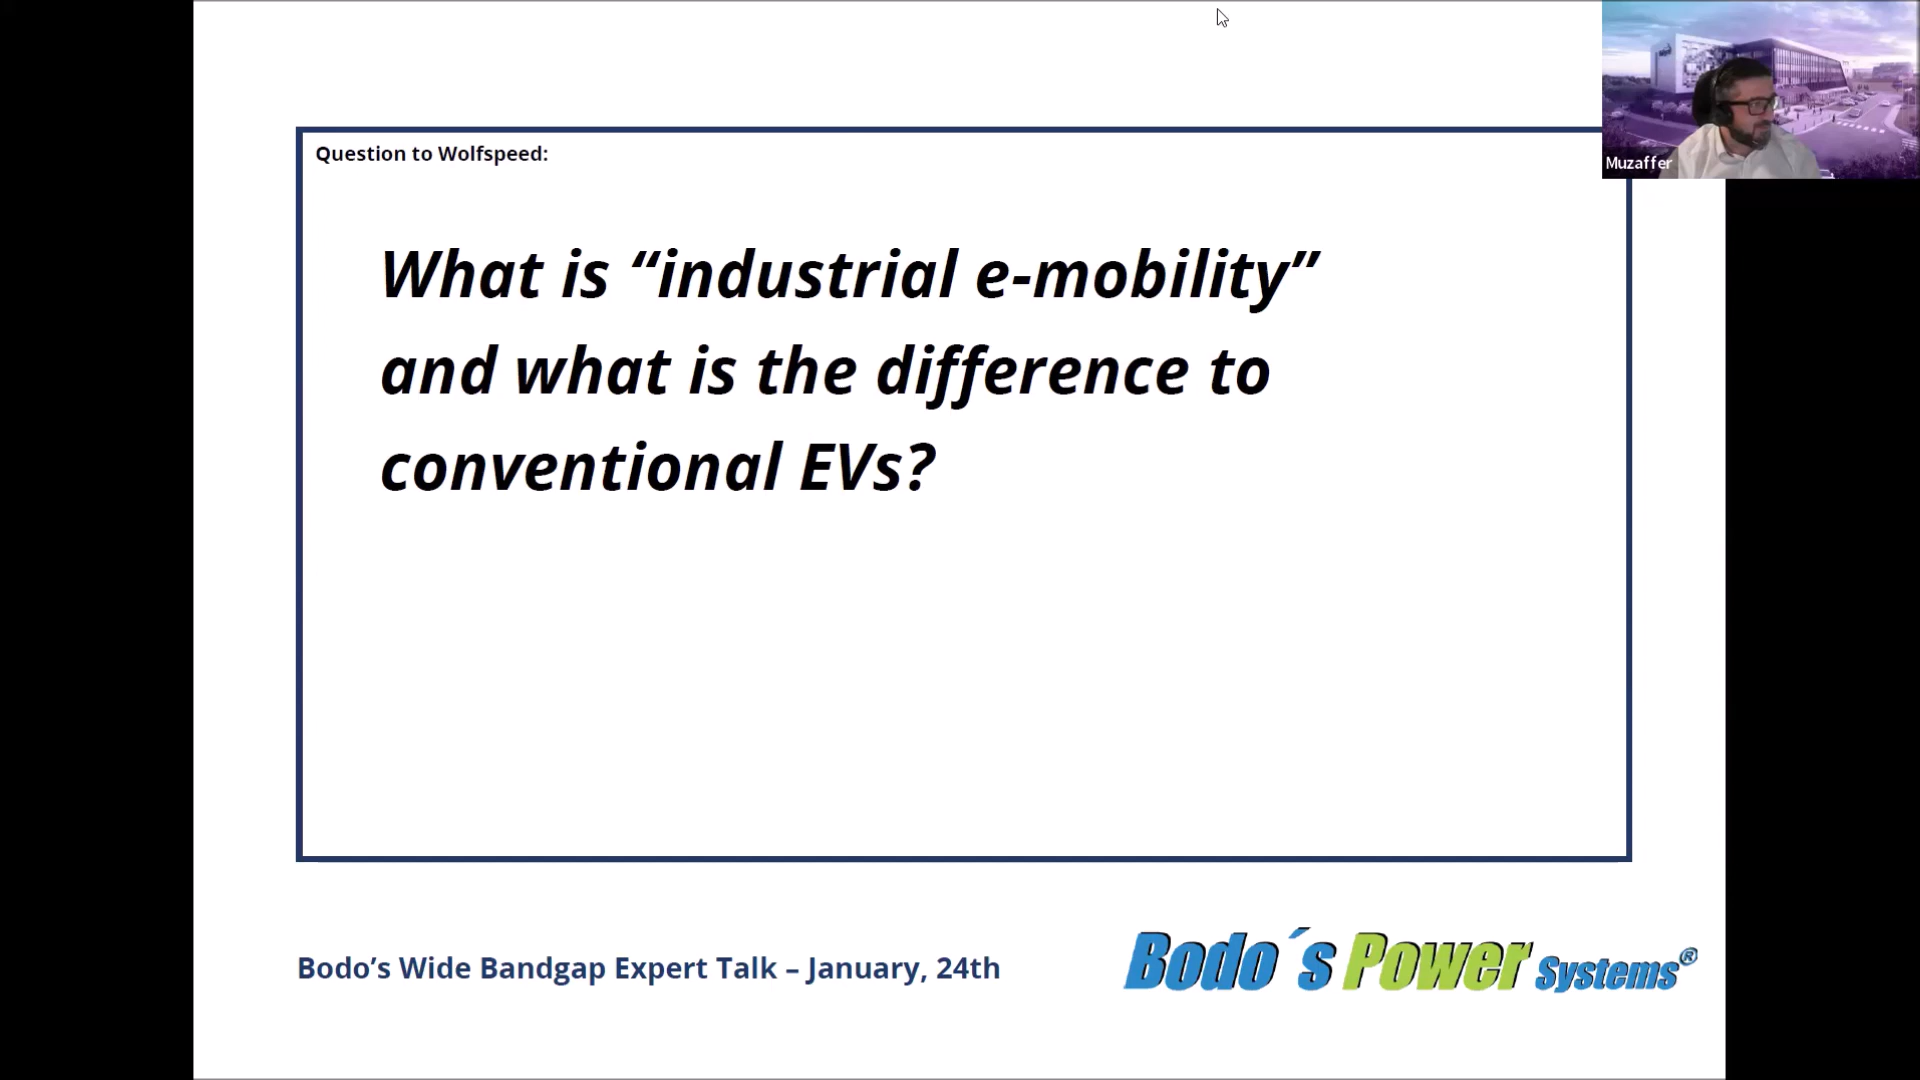 Question to Wolfspeed:
Muzaffer
What is “industrial e-mobility”
and what is the difference to
conventional EVs?
Bodo’s Wide Bandgap Expert Talk – January, 24th
Bodo´s Power Systems®